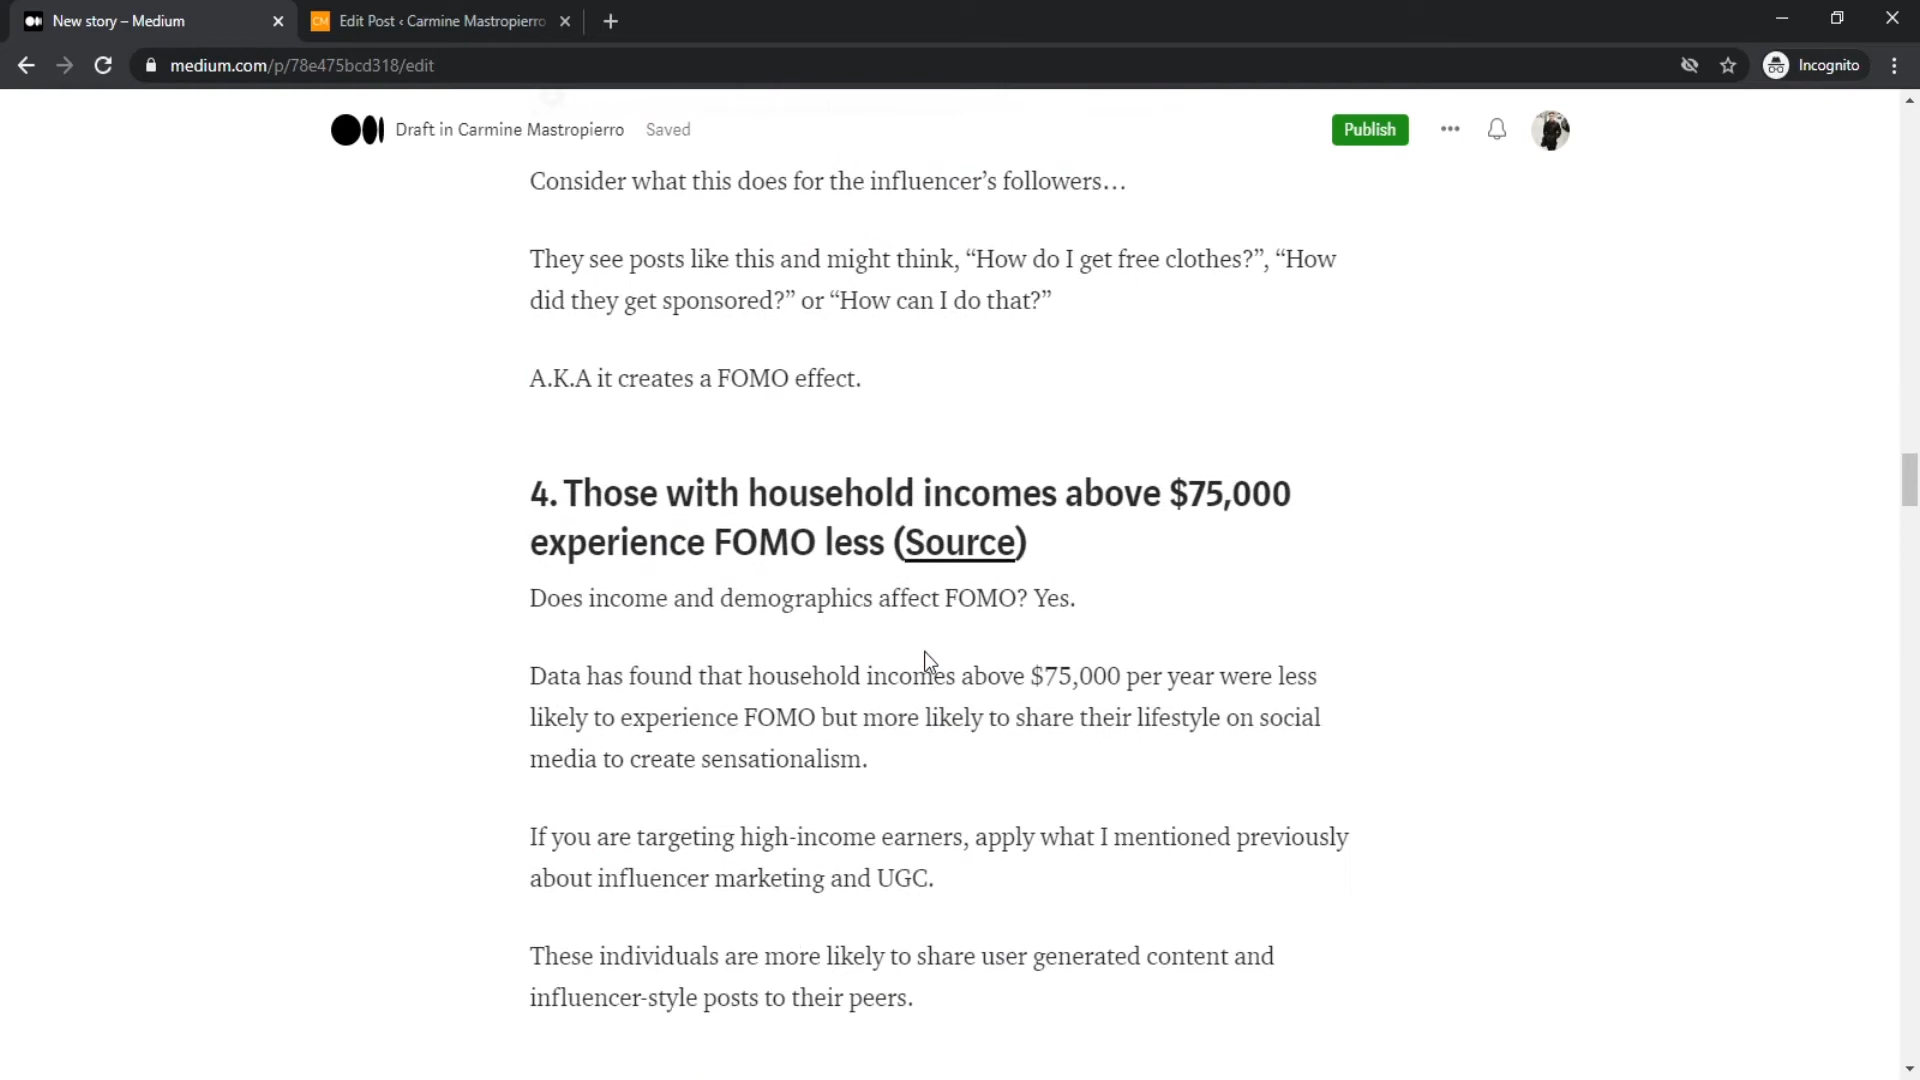 New story – Medium
CM
Edit Post ‹ Carmine Mastropierro
medium.com/p/78e475bcd318/edit
Incognito
Draft in Carmine Mastropierro
Saved
Publish
Consider what this does for the influencer’s followers…
They see posts like this and might think, “How do I get free clothes?”, “How
did they get sponsored?” or “How can I do that?”
A.K.A it creates a FOMO effect.
4. Those with household incomes above $75,000
experience FOMO less (Source)
Does income and demographics affect FOMO? Yes.
Data has found that household incomes above $75,000 per year were less
likely to experience FOMO but more likely to share their lifestyle on social
media to create sensationalism.
If you are targeting high-income earners, apply what I mentioned previously
about influencer marketing and UGC.
These individuals are more likely to share user generated content and
influencer-style posts to their peers.